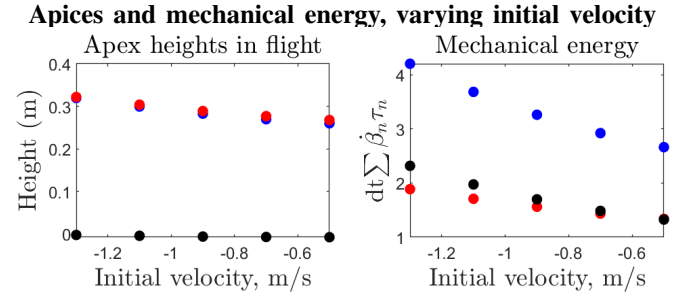 Apices and mechanical energy, varying initial velocity
Apex heights in flight
Height (m)
0.4
0.3
0.2
0.1
0
-1.2 -1 -0.8 -0.6
Initial velocity, m/s
Mechanical energy
dt∑ β̇ₙτₙ
4
3
2
1
-1.2 -1 -0.8 -0.6
Initial velocity, m/s